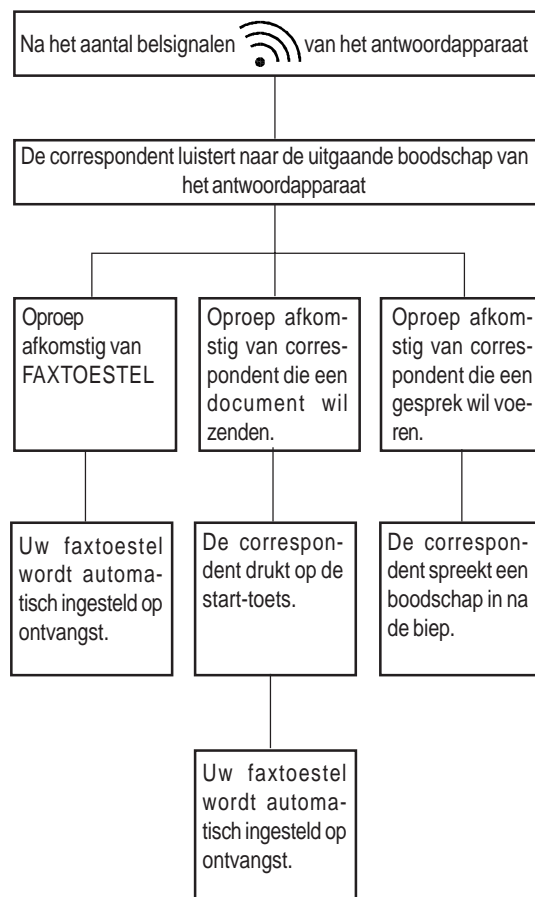 Na het aantal belsignalen van het antwoordapparaat
De correspondent luistert naar de uitgaande boodschap van
het antwoordapparaat
Oproep
afkomstig van
FAXTOESTEL
Oproep afkom-
stig van corres-
pondent die een
document wil
zenden.
Oproep afkom-
stig van corres-
pondent die een
gesprek wil voe-
ren.
Uw faxtoestel
wordt automa-
tisch ingesteld op
ontvangst.
De correspon-
dent drukt op de
start-toets.
De correspon-
dent spreekt een
boodschap in na
de biep.
Uw faxtoestel
wordt automa-
tisch ingesteld op
ontvangst.